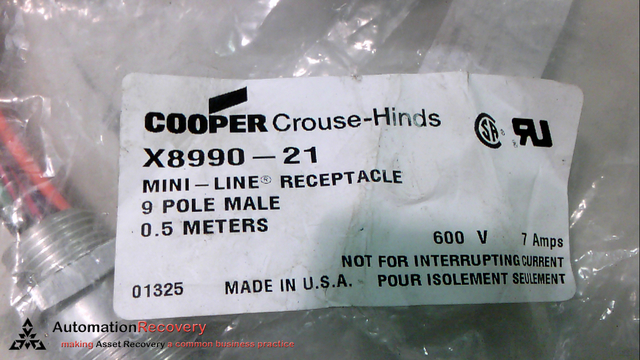 COOPER Crouse-Hinds
X8990-21
MINI-LINE® RECEPTACLE
9 POLE MALE
0.5 METERS
600 V 7 Amps
NOT FOR INTERRUPTING CURRENT
01325 MADE IN U.S.A. POUR ISOLEMENT SEULEMENT
AutomationRecovery
making Asset Recovery a common business practice